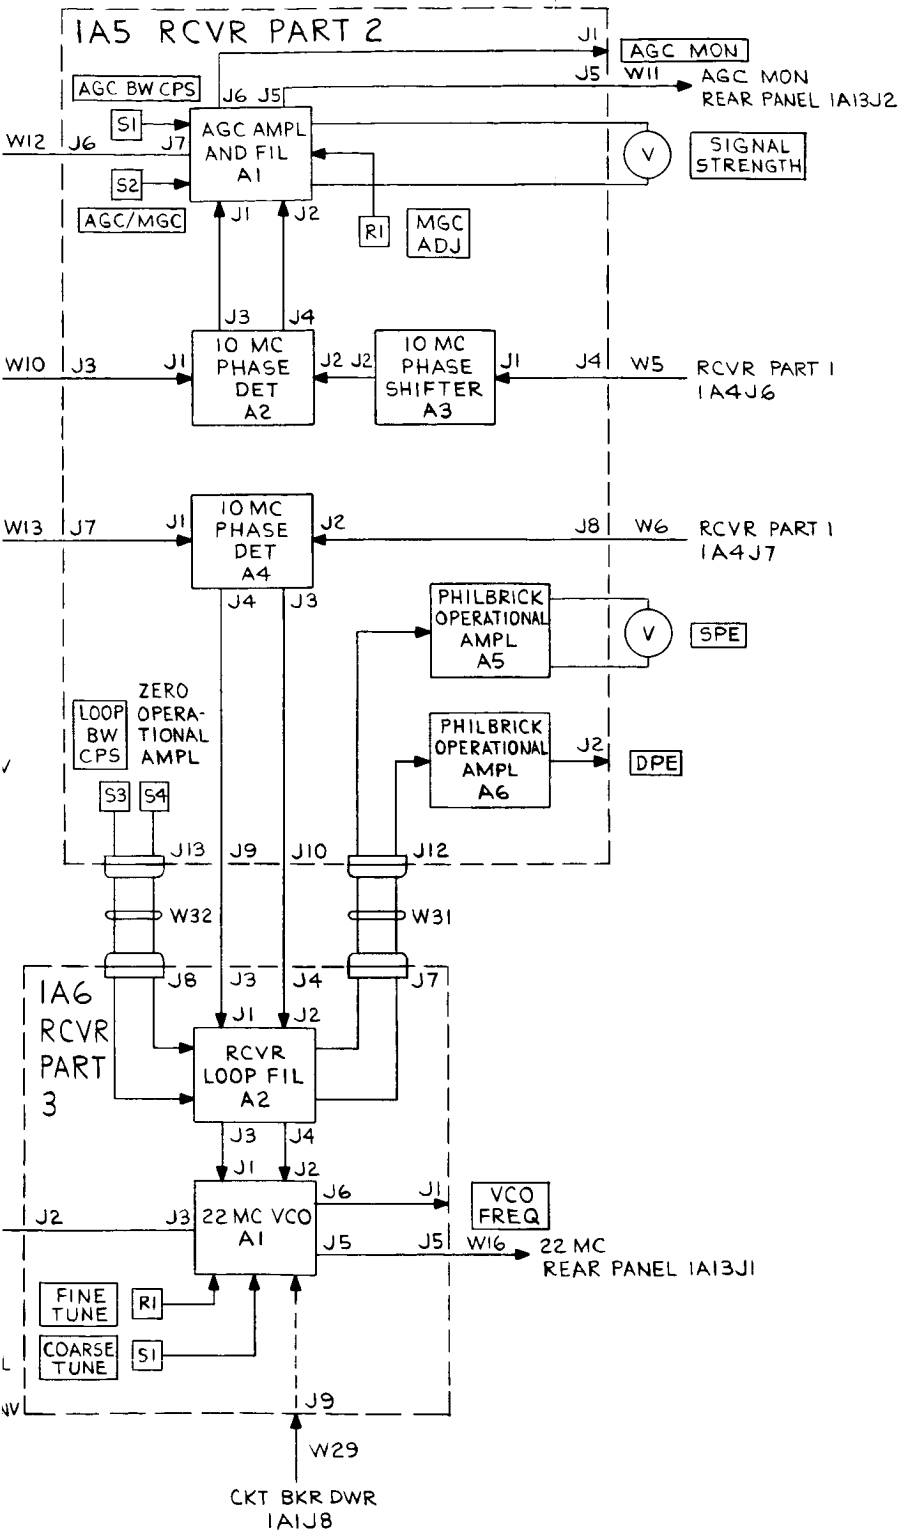 1A5 RCVR PART 2
J1
AGC MON
J5 W11
AGC MON
REAR PANEL 1A13J2
AGC BW CPS
J6 J5
S1
AGC AMPL
AND FIL
A1
W12 J6 J7
V
SIGNAL
STRENGTH
S2
AGC/MGC
J1 J2
R1
MGC
ADJ
J3 J4
W10 J3 J1
10 MC
PHASE
DET
A2
J2 J2
10 MC
PHASE
SHIFTER
A3
J1 J4 W5
RCVR PART 1
1A4J6
W13 J7 J1
10 MC
PHASE
DET
A4
J2 J8 W6
RCVR PART 1
1A4J7
J4 J3
PHILBRICK
OPERATIONAL
AMPL
A5
V
SPE
LOOP
BW
CPS
ZERO
OPERA-
TIONAL
AMPL
PHILBRICK
OPERATIONAL
AMPL
A6
J2
DPE
V
S3 S4
J13 J9 J10 J12
W32 W31
J8 J3 J4 J7
1A6
RCVR
PART
3
J1 J2
RCVR
LOOP FIL
A2
J3 J4
J1 J2
J2 J3
22 MC VCO
A1
J6 J1
VCO
FREQ
J5 J5 W16
22 MC
REAR PANEL 1A13J1
FINE
TUNE
R1
COARSE
TUNE
S1
L
NV
J9
W29
CKT BKR DWR
1A1J8